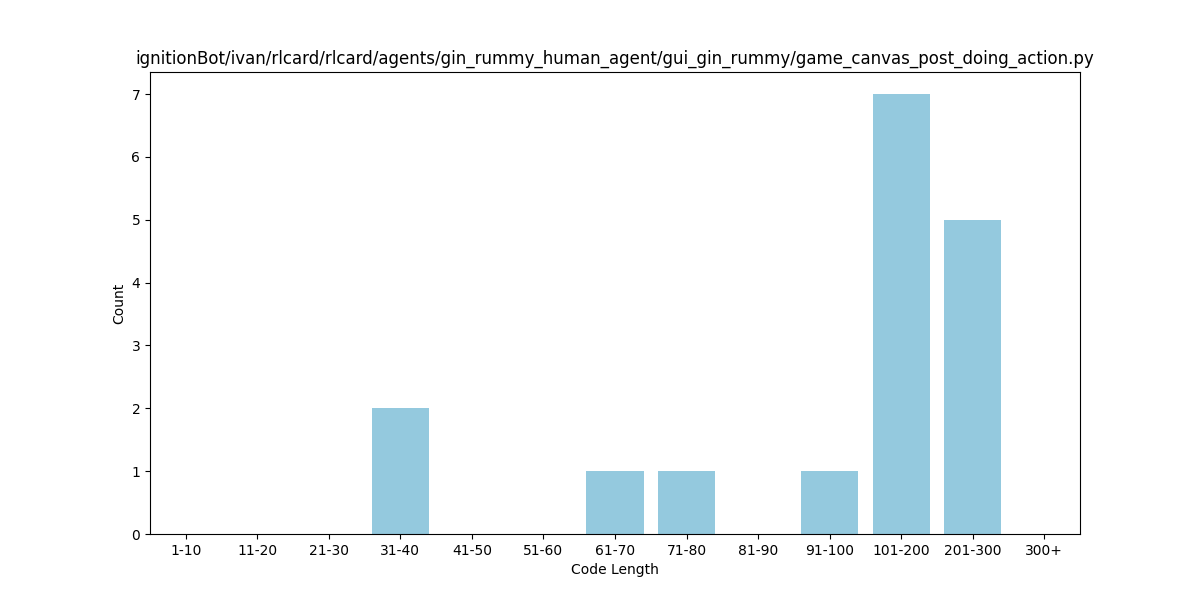 ignitionBot/ivan/rlcard/rlcard/agents/gin_rummy_human_agent/gui_gin_rummy/game_canvas_post_doing_action.py
7
6
5
4
3
2
1
0
Count
1-10 11-20 21-30 31-40 41-50 51-60 61-70 71-80 81-90 91-100 101-200 201-300 300+
Code Length